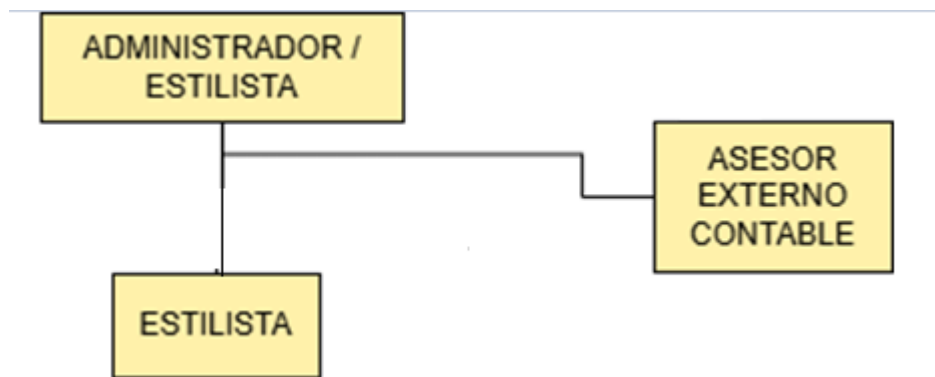 ADMINISTRADOR /
ESTILISTA
ASESOR
EXTERNO
CONTABLE
ESTILISTA